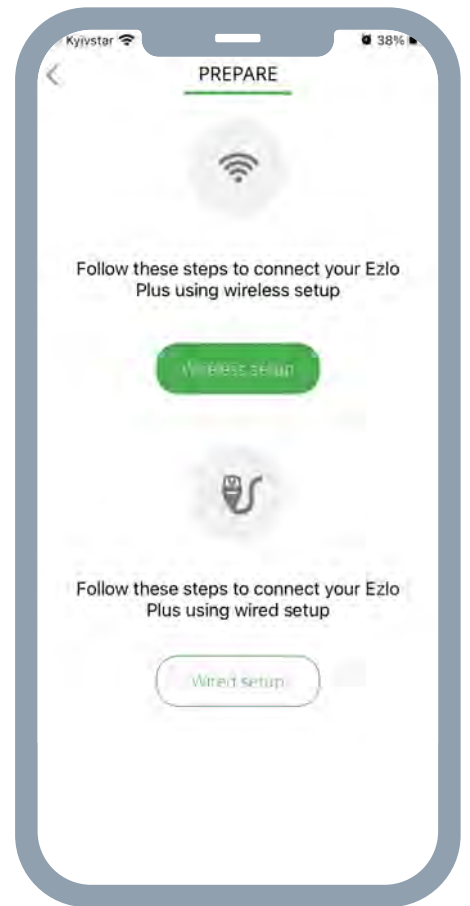 Kyivstar 38%
PREPARE
Follow these steps to connect your Ezlo
Plus using wireless setup
Wireless setup
Follow these steps to connect your Ezlo
Plus using wired setup
Wired setup